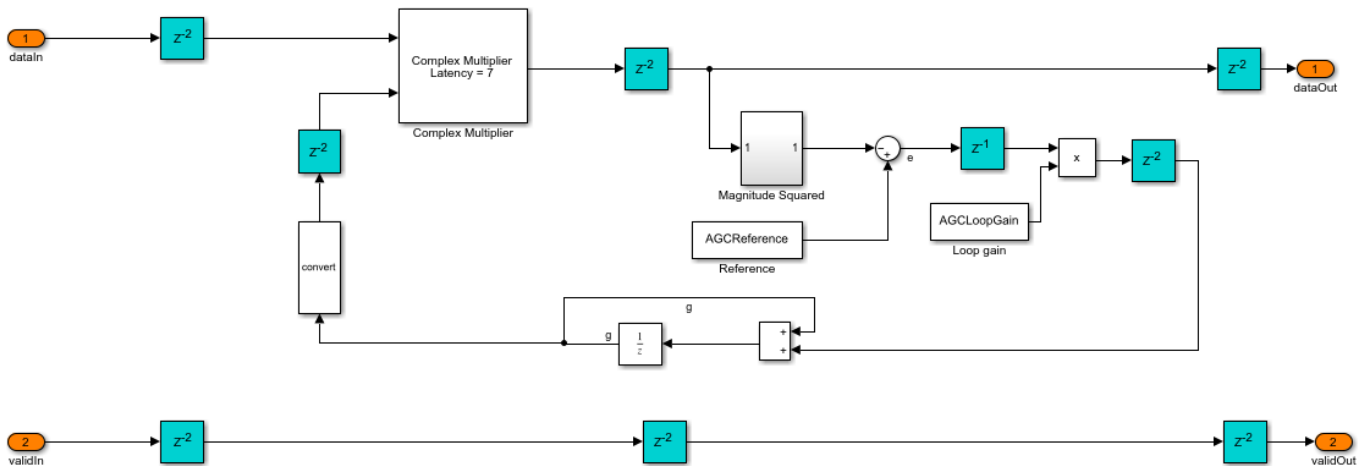 1
dataIn
z⁻²
Complex Multiplier
Latency = 7
Complex Multiplier
z⁻²
z⁻²
1
dataOut
z⁻²
1 1
Magnitude Squared
−
+
e
z⁻¹
x
z⁻²
AGCReference
Reference
AGCLoopGain
Loop gain
convert
g
g
1
z
+
+
2
validIn
z⁻²
z⁻²
z⁻²
2
validOut